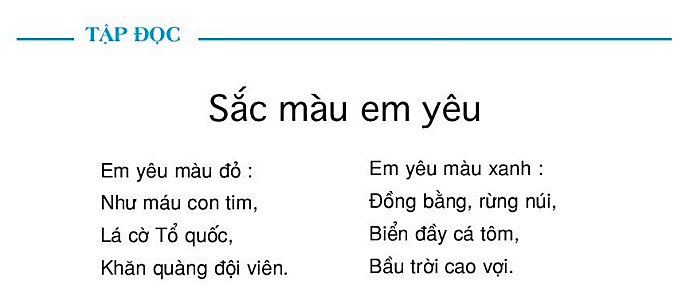 TẬP ĐỌC
Sắc màu em yêu
Em yêu màu đỏ :
Như máu con tim,
Lá cờ Tổ quốc,
Khăn quàng đội viên.
Em yêu màu xanh :
Đồng bằng, rừng núi,
Biển đầy cá tôm,
Bầu trời cao vợi.